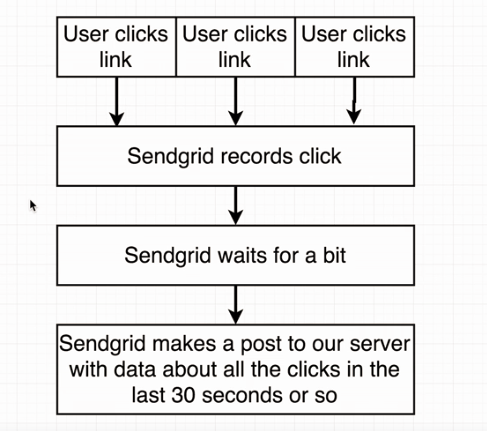 User clicks
link
User clicks
link
User clicks
link
Sendgrid records click
Sendgrid waits for a bit
Sendgrid makes a post to our server
with data about all the clicks in the
last 30 seconds or so